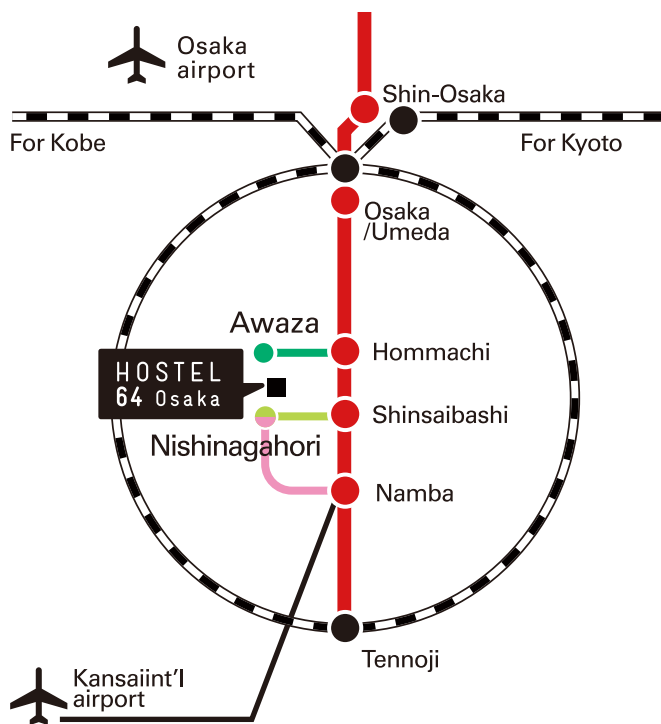 Osaka
airport
Shin-Osaka
For Kobe
For Kyoto
Osaka
/Umeda
Awaza
Hommachi
HOSTEL
64 Osaka
Shinsaibashi
Nishinagahori
Namba
Tennoji
Kansaiint'l
airport